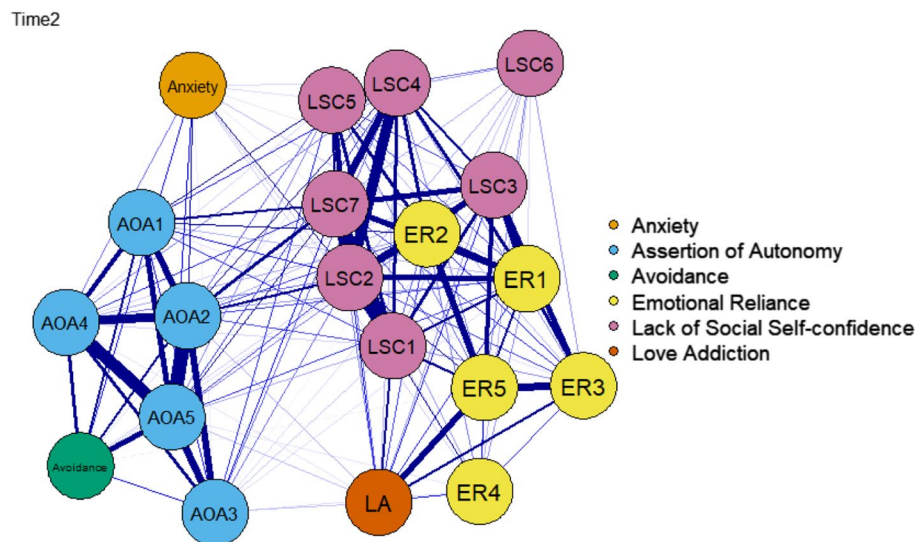 Time2
Anxiety
LSC5
LSC4
LSC6
LSC7
LSC3
AOA1
ER2
LSC2
ER1
AOA4
AOA2
LSC1
AOA5
ER5
ER3
Avoidance
AOA3
LA
ER4
Anxiety
Assertion of Autonomy
Avoidance
Emotional Reliance
Lack of Social Self-confidence
Love Addiction